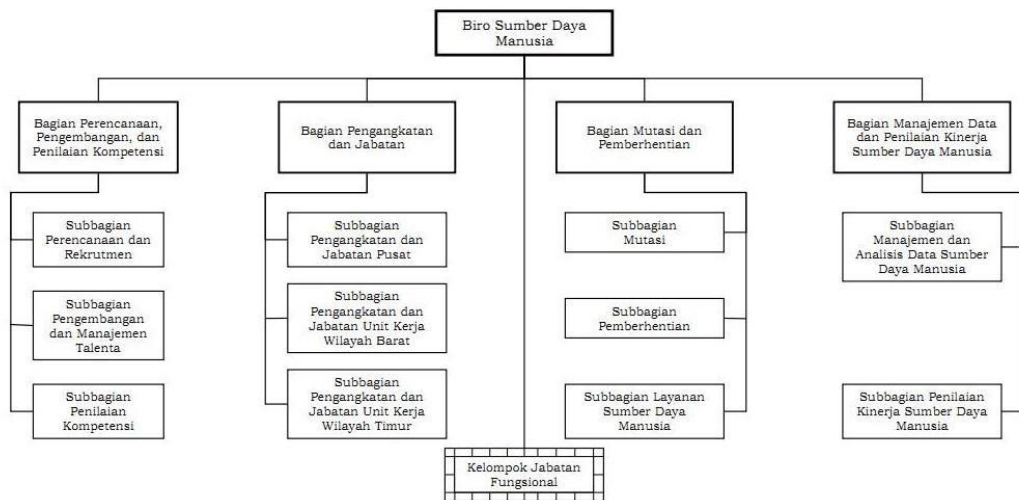 Biro Sumber Daya
Manusia
Bagian Perencanaan,
Pengembangan, dan
Penilaian Kompetensi
Bagian Pengangkatan
dan Jabatan
Bagian Mutasi dan
Pemberhentian
Bagian Manajemen Data
dan Penilaian Kinerja
Sumber Daya Manusia
Subbagian
Perencanaan dan
Rekrutmen
Subbagian
Pengangkatan dan
Jabatan Pusat
Subbagian
Mutasi
Subbagian
Manajemen dan
Analisis Data Sumber
Daya Manusia
Subbagian
Pengembangan
dan Manajemen
Talenta
Subbagian
Pengangkatan dan
Jabatan Unit Kerja
Wilayah Barat
Subbagian
Pemberhentian
Subbagian
Penilaian
Kompetensi
Subbagian
Pengangkatan dan
Jabatan Unit Kerja
Wilayah Timur
Subbagian Layanan
Sumber Daya
Manusia
Subbagian Penilaian
Kinerja Sumber Daya
Manusia
Kelompok Jabatan
Fungsional